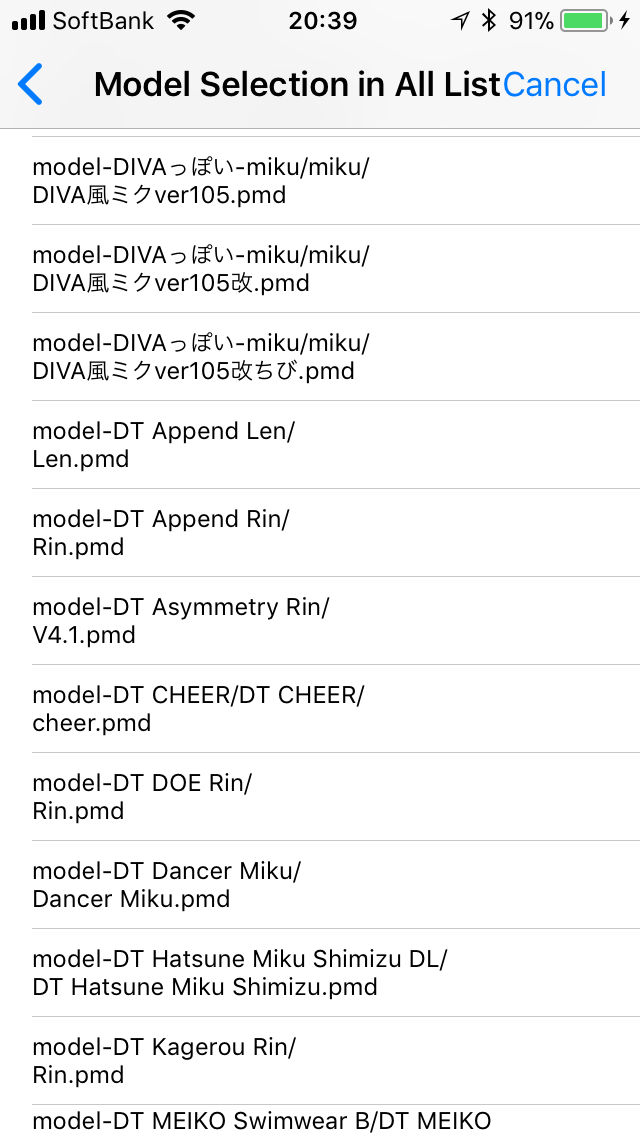 SoftBank 20:39 91%
Model Selection in All List Cancel
model-DIVAっぽい-miku/miku/
DIVA風ミクver105.pmd
model-DIVAっぽい-miku/miku/
DIVA風ミクver105改.pmd
model-DIVAっぽい-miku/miku/
DIVA風ミクver105改ちび.pmd
model-DT Append Len/
Len.pmd
model-DT Append Rin/
Rin.pmd
model-DT Asymmetry Rin/
V4.1.pmd
model-DT CHEER/DT CHEER/
cheer.pmd
model-DT DOE Rin/
Rin.pmd
model-DT Dancer Miku/
Dancer Miku.pmd
model-DT Hatsune Miku Shimizu DL/
DT Hatsune Miku Shimizu.pmd
model-DT Kagerou Rin/
Rin.pmd
model-DT MEIKO Swimwear B/DT MEIKO